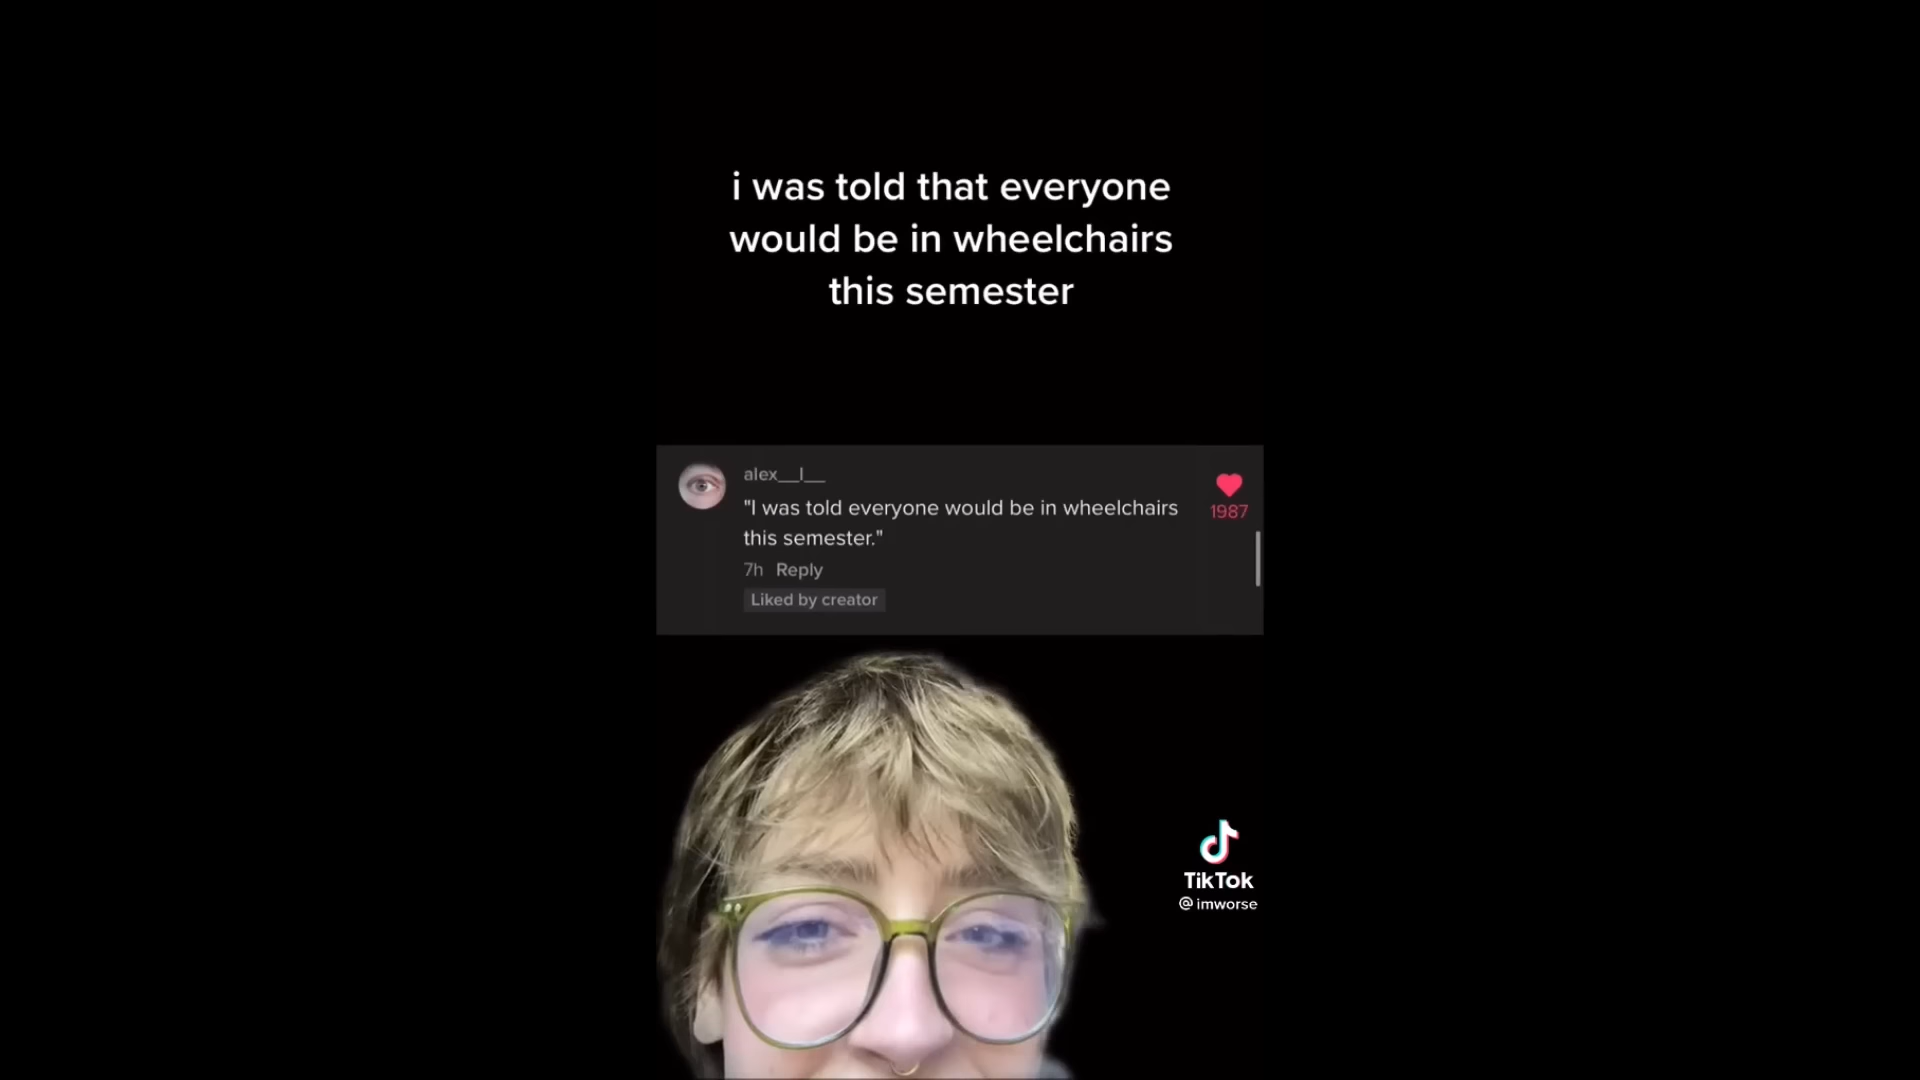 i was told that everyone
would be in wheelchairs
this semester
alex__l__
"I was told everyone would be in wheelchairs
this semester."
1987
7h Reply
Liked by creator
TikTok
@imworse